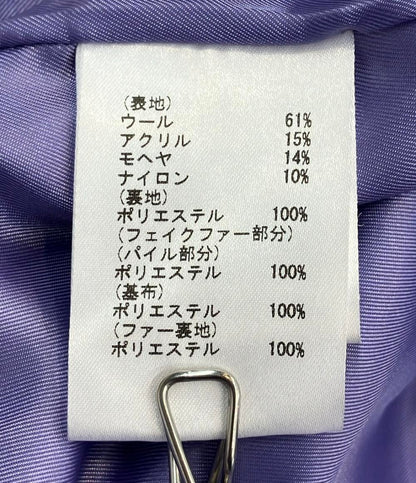 (表地)
ウール 61%
アクリル 15%
モヘヤ 14%
ナイロン 10%
(裏地)
ポリエステル 100%
(フェイクファー部分)
(パイル部分)
ポリエステル 100%
(基布)
ポリエステル 100%
(ファー裏地)
ポリエステル 100%